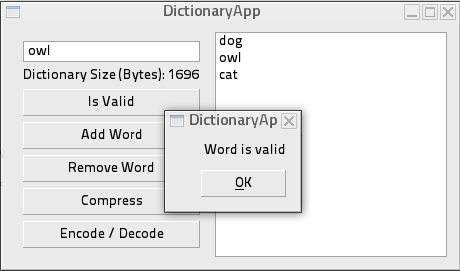 DictionaryApp
owl
Dictionary Size (Bytes): 1696
Is Valid
Add Word
Remove Word
Compress
Encode / Decode
dog
owl
cat
DictionaryAp
Word is valid
OK